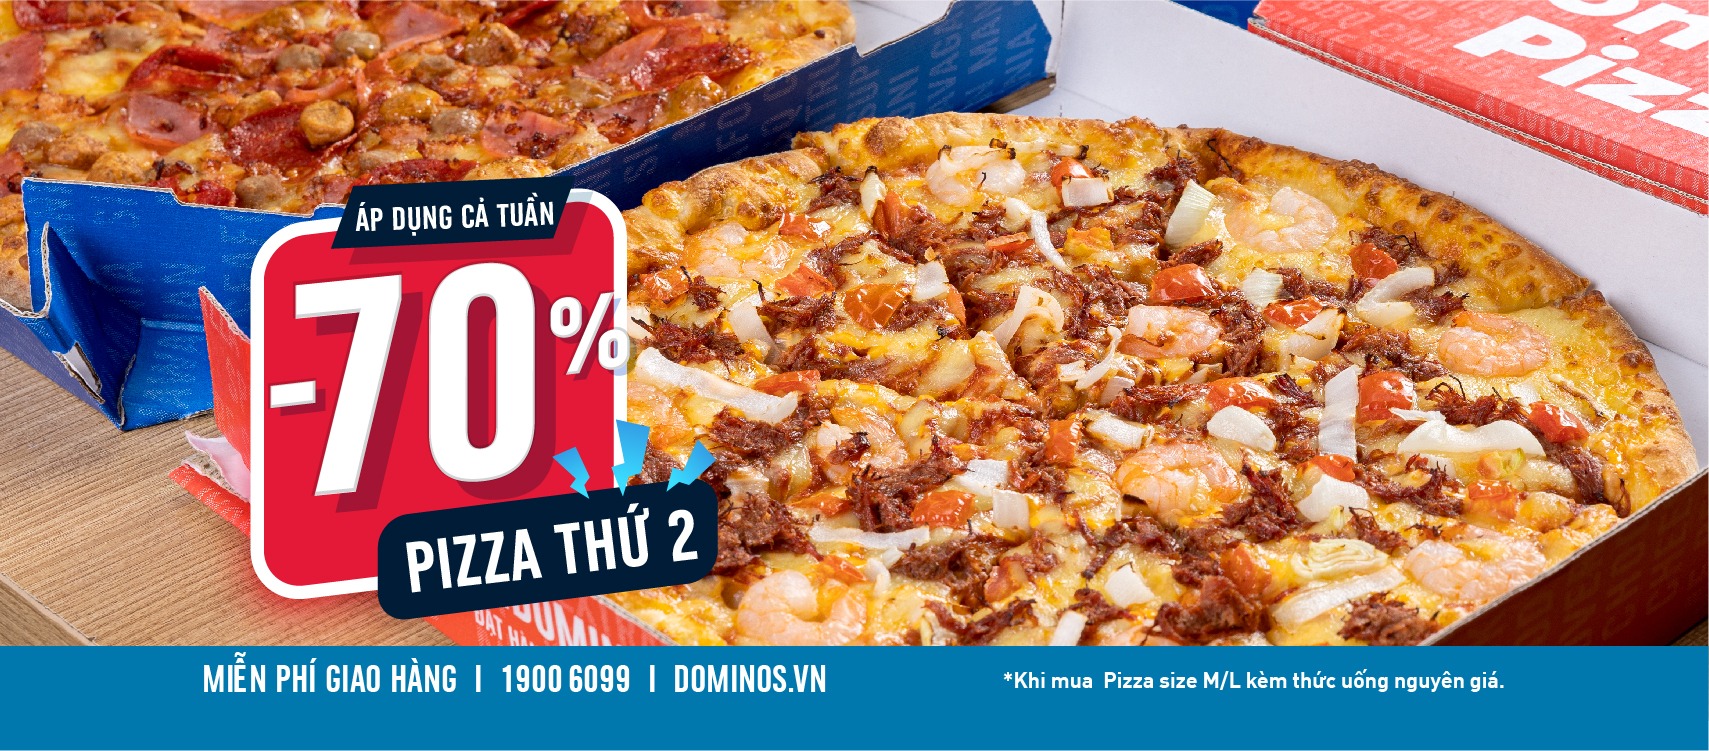 ÁP DỤNG CẢ TUẦN
-70%
PIZZA THỨ 2
MIỄN PHÍ GIAO HÀNG I 1900 6099 I DOMINOS.VN
*Khi mua Pizza size M/L kèm thức uống nguyên giá.